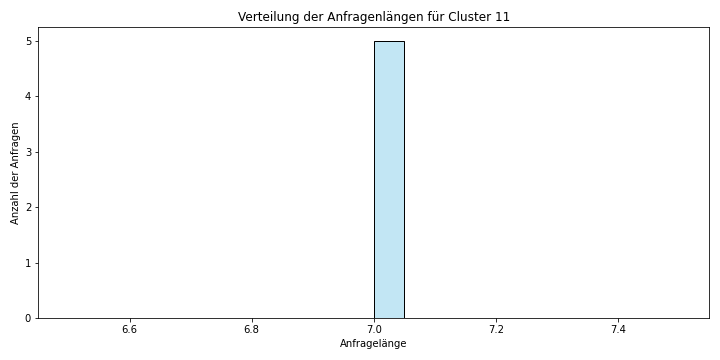 Verteilung der Anfragenlängen für Cluster 11
Anzahl der Anfragen
5
4
3
2
1
0
6.6 6.8 7.0 7.2 7.4
Anfragelänge